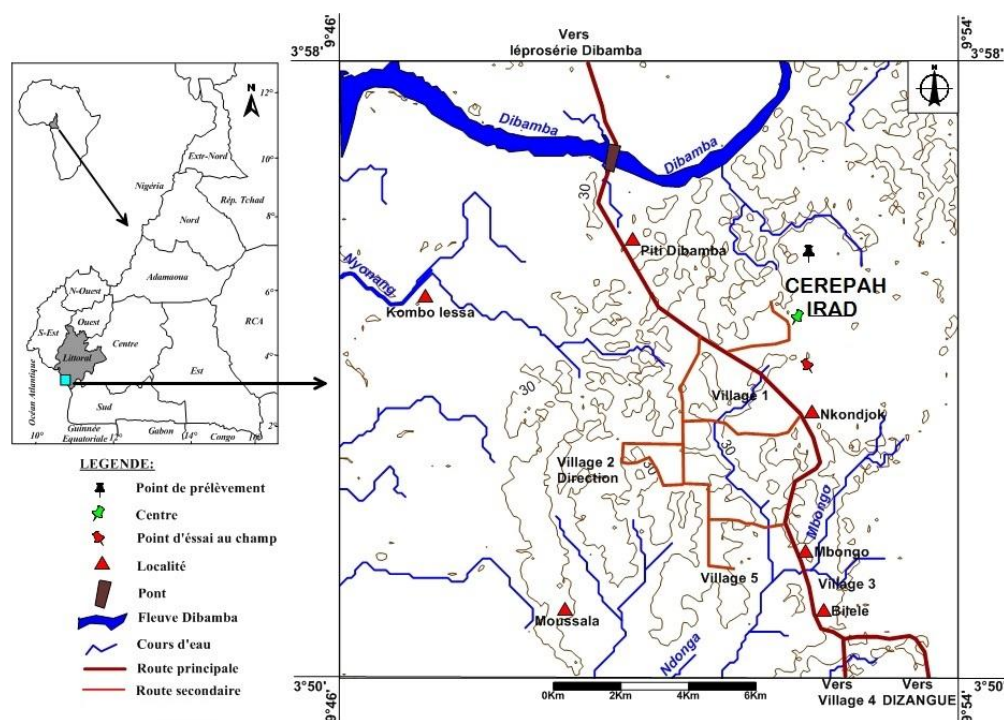 9°46'
9°54'
3°58'
3°58'
Vers
léprosérie Dibamba
N
N
12°
10°
8°
6°
4°
2°
Extr-Nord
Nigéria
Rép. Tchad
Nord
Adamaoua
N-Ouest
Ouest
S-Est
Littoral
Centre
RCA
Est
Océan Atlantique
Sud
Guinnée
Equatoriale
Gabon
Congo
10°
12°
14°
16°
Dibamba
Dibamba
30
Piti Dibamba
Nyonang
Kombo lessa
CEREPAH
IRAD
30
Village 1
Nkondjok
30
Village 2
Direction
30
Mbongo
Mbongo
Village 5
Village 3
Moussala
Bilele
Ndonga
LEGENDE:
Point de prélèvement
Centre
Point d'éssai au champ
Localité
Pont
Fleuve Dibamba
Cours d'eau
Route principale
Route secondaire
3°50'
3°50'
9°46'
9°54'
0Km 2Km 4Km 6Km
Vers Vers
Village 4 DIZANGUE